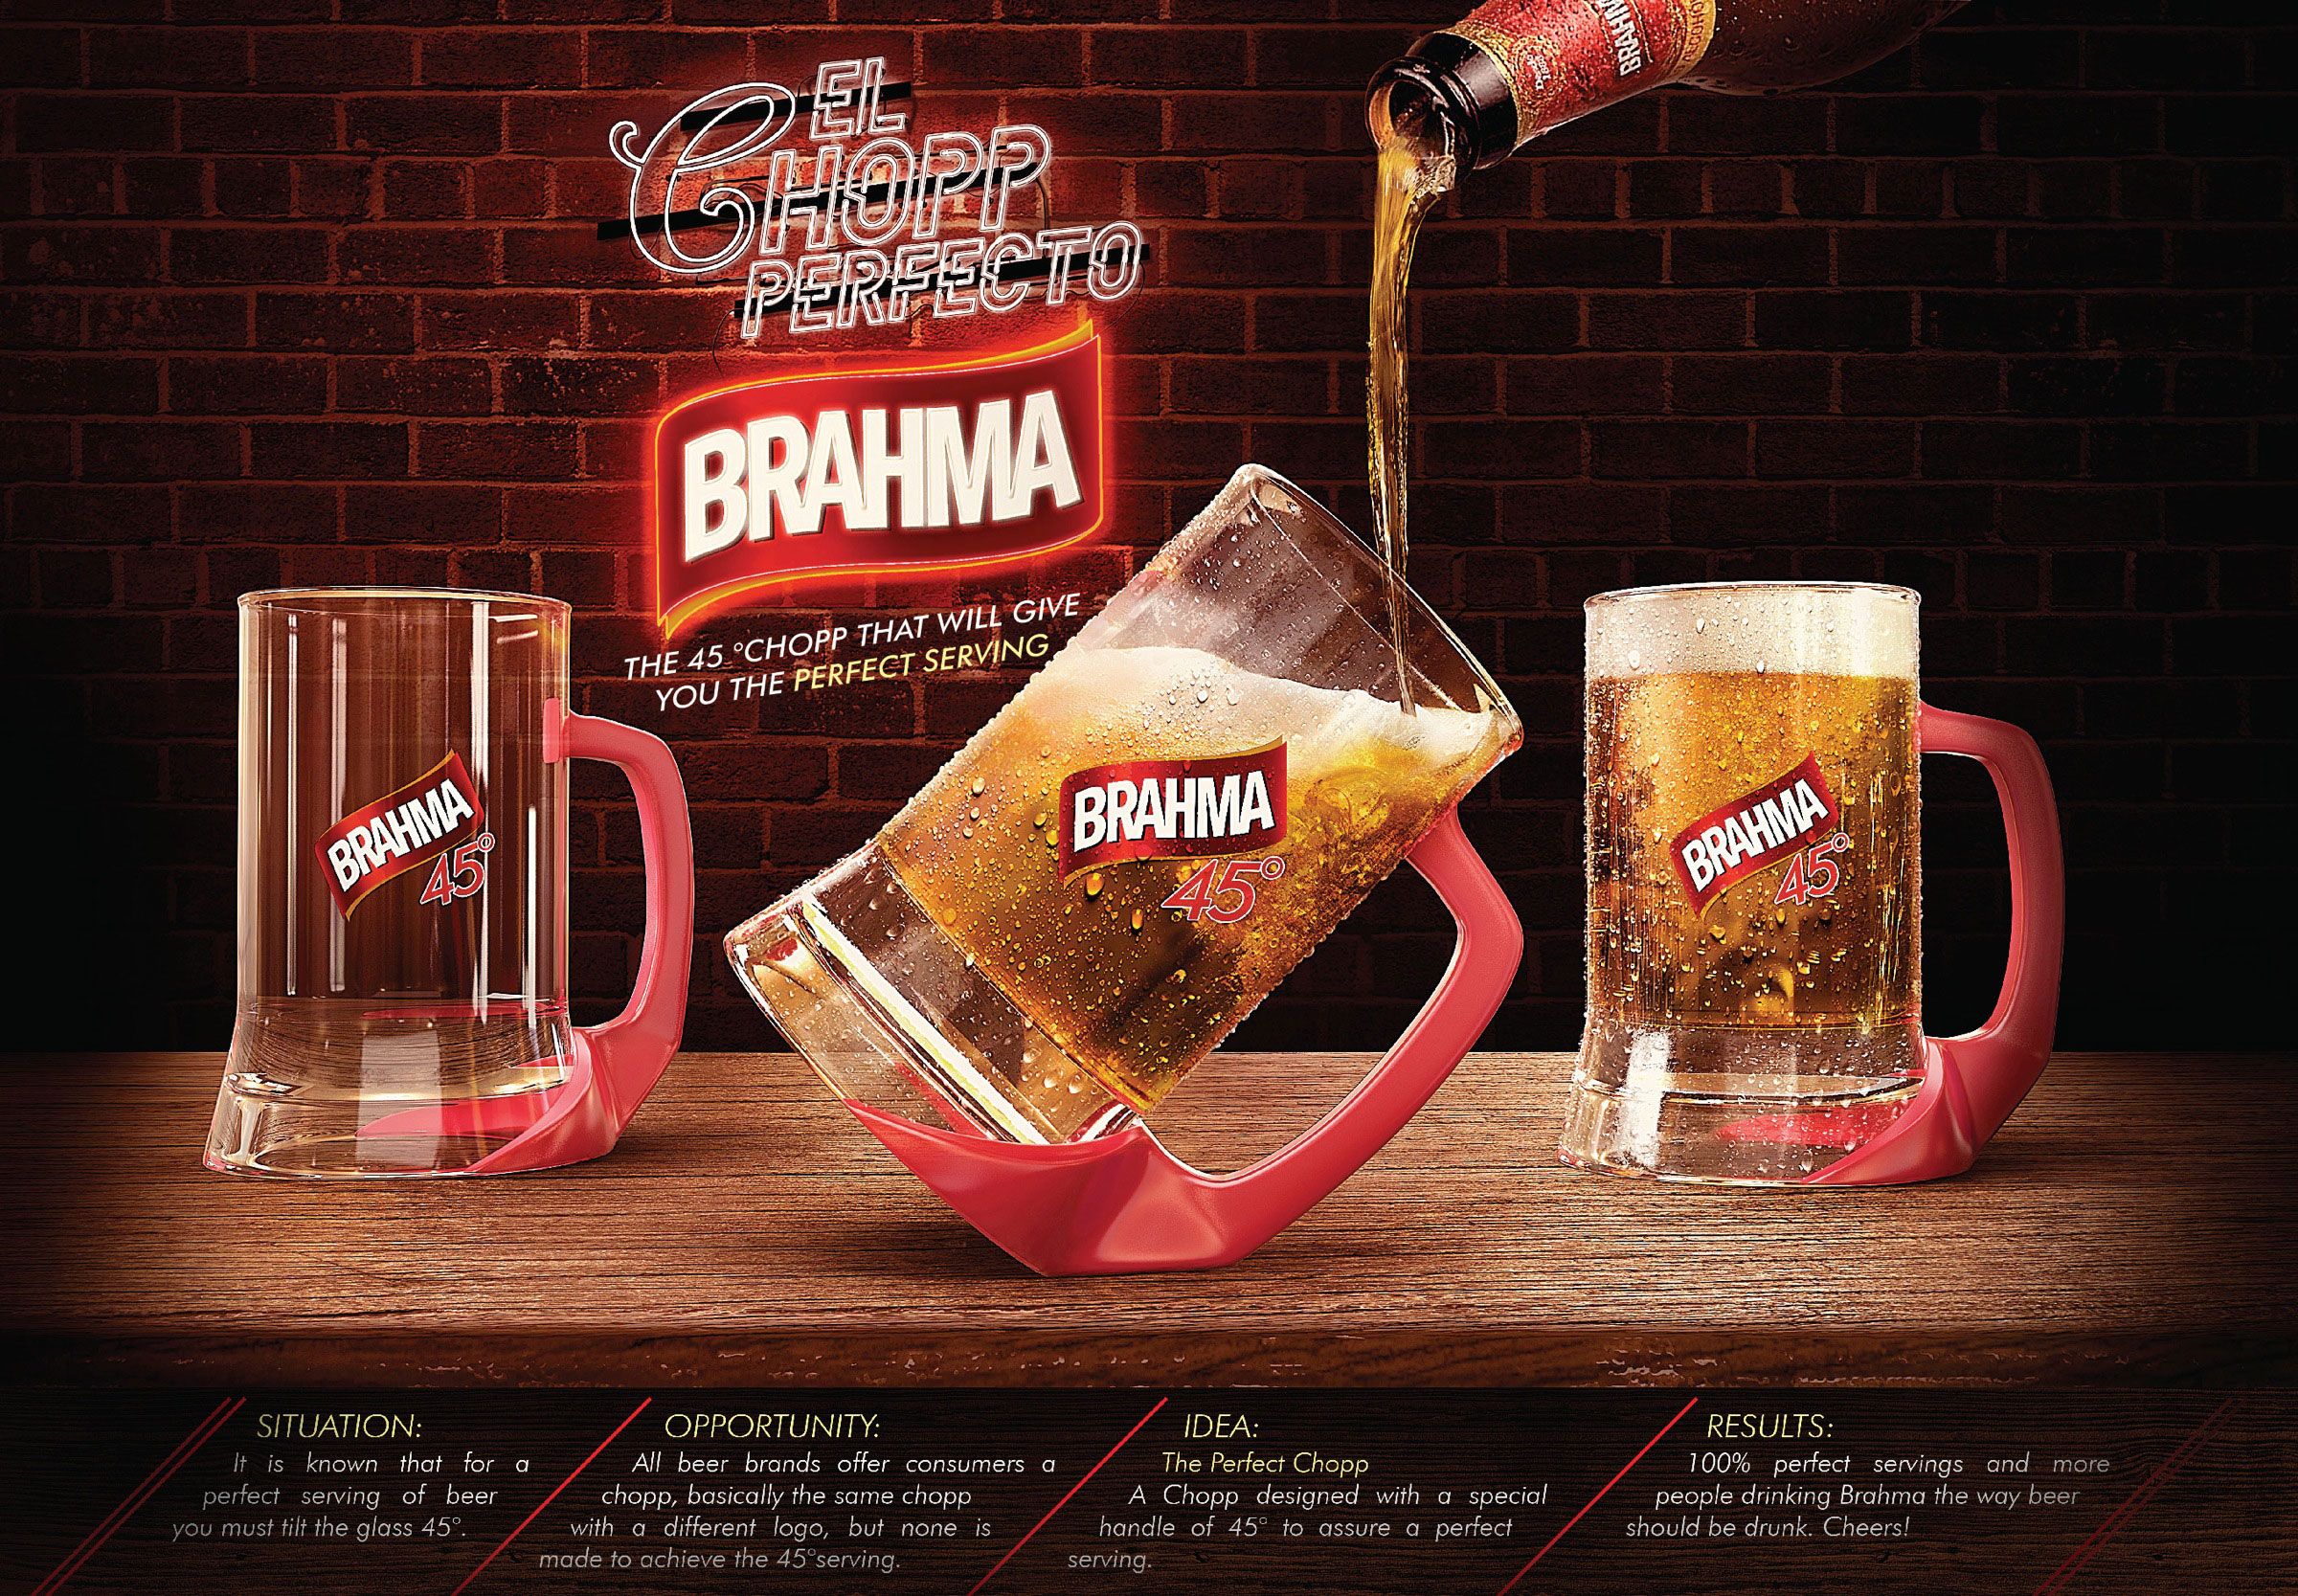 EL
CHOPP
PERFECTO
BRAHMA
BRAHMA
THE 45 °CHOPP THAT WILL GIVE
YOU THE PERFECT SERVING
BRAHMA
45°
BRAHMA
45°
BRAHMA
45°
SITUATION:
It is known that for a
perfect serving of beer
you must tilt the glass 45°.
OPPORTUNITY:
All beer brands offer consumers a
chopp, basically the same chopp
with a different logo, but none is
made to achieve the 45°serving.
IDEA:
The Perfect Chopp
A Chopp designed with a special
handle of 45° to assure a perfect
serving.
RESULTS:
100% perfect servings and more
people drinking Brahma the way beer
should be drunk. Cheers!